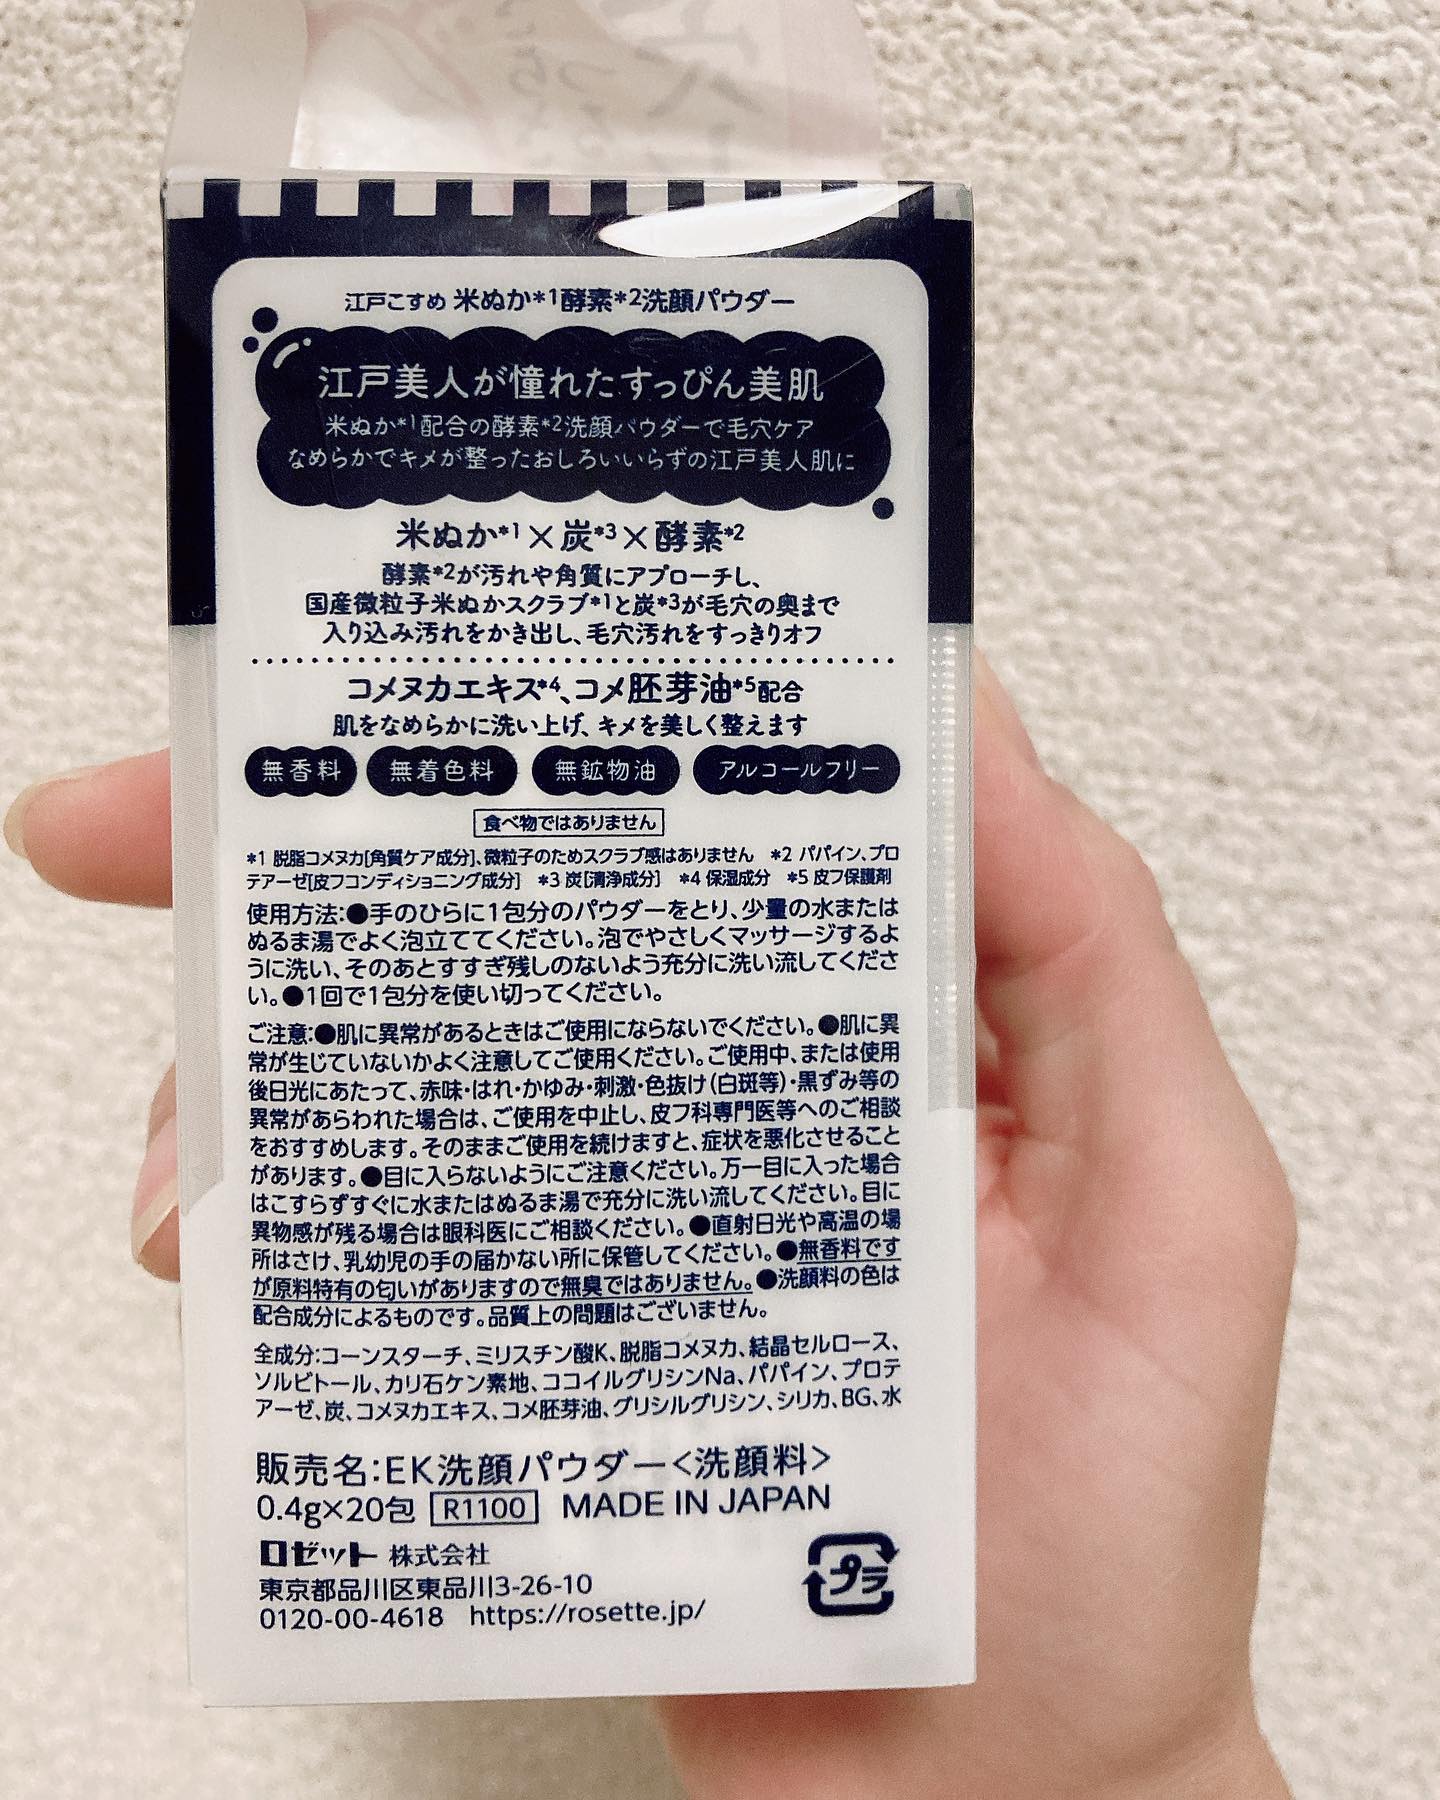 江戸こすめ 米ぬか*1酵素*2洗顔パウダー
江戸美人が憧れたすっぴん美肌
米ぬか*1配合の酵素*2洗顔パウダーで毛穴ケア
なめらかでキメが整ったおしろいいらずの江戸美人肌に
米ぬか*1×炭*3×酵素*2
酵素*2が汚れや角質にアプローチし、
国産微粒子米ぬかスクラブ*1と炭*3が毛穴の奥まで
入り込み汚れをかき出し、毛穴汚れをすっきりオフ
コメヌカエキス*4、コメ胚芽油*5配合
肌をなめらかに洗い上げ、キメを美しく整えます
無香料 無着色料 無鉱物油 アルコールフリー
食べ物ではありません
*1 脱脂コメヌカ[角質ケア成分]、微粒子のためスクラブ感はありません *2 パパイン、プロ
テアーゼ[皮フコンディショニング成分] *3 炭[清浄成分] *4 保湿成分 *5 皮フ保護剤
使用方法:●手のひらに1包分のパウダーをとり、少量の水または
ぬるま湯でよく泡立ててください。泡でやさしくマッサージするよ
うに洗い、そのあとすすぎ残しのないよう充分に洗い流してくださ
い。●1回で1包分を使い切ってください。
ご注意:●肌に異常があるときはご使用にならないでください。●肌に異
常が生じていないかよく注意してご使用ください。ご使用中、または使用
後日光にあたって、赤味・はれ・かゆみ・刺激・色抜け(白斑等)・黒ずみ等の
異常があらわれた場合は、ご使用を中止し、皮フ科専門医等へのご相談
をおすすめします。そのままご使用を続けますと、症状を悪化させること
があります。●目に入らないようにご注意ください。万一目に入った場合
はこすらずすぐに水またはぬるま湯で充分に洗い流してください。目に
異物感が残る場合は眼科医にご相談ください。●直射日光や高温の場
所はさけ、乳幼児の手の届かない所に保管してください。●無香料です
が原料特有の匂いがありますので無臭ではありません。●洗顔料の色は
配合成分によるものです。品質上の問題はございません。
全成分:コーンスターチ、ミリスチン酸K、脱脂コメヌカ、結晶セルロース、
ソルビトール、カリ石ケン素地、ココイルグリシンNa、パパイン、プロテ
アーゼ、炭、コメヌカエキス、コメ胚芽油、グリシルグリシン、シリカ、BG、水
販売名:EK洗顔パウダー<洗顔料>
0.4g×20包 R1100 MADE IN JAPAN
ロゼット 株式会社
東京都品川区東品川3-26-10
0120-00-4618 https://rosette.jp/
プラ